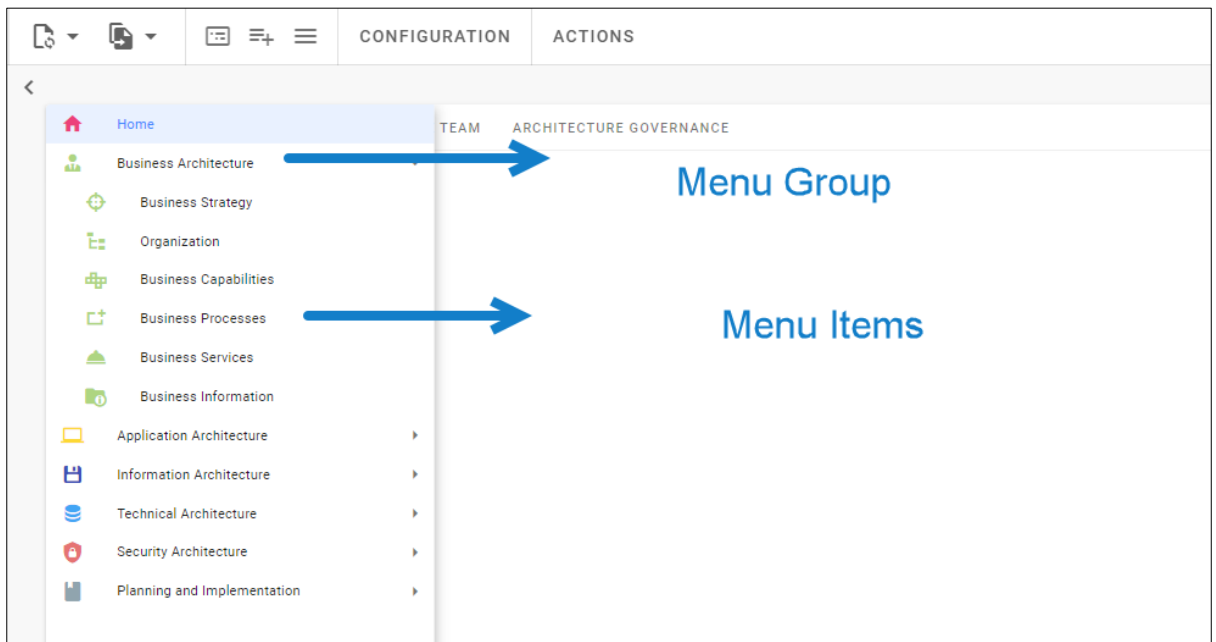 CONFIGURATION ACTIONS
Home
TEAM ARCHITECTURE GOVERNANCE
Business Architecture
Menu Group
Business Strategy
Organization
Business Capabilities
Business Processes
Menu Items
Business Services
Business Information
Application Architecture
Information Architecture
Technical Architecture
Security Architecture
Planning and Implementation